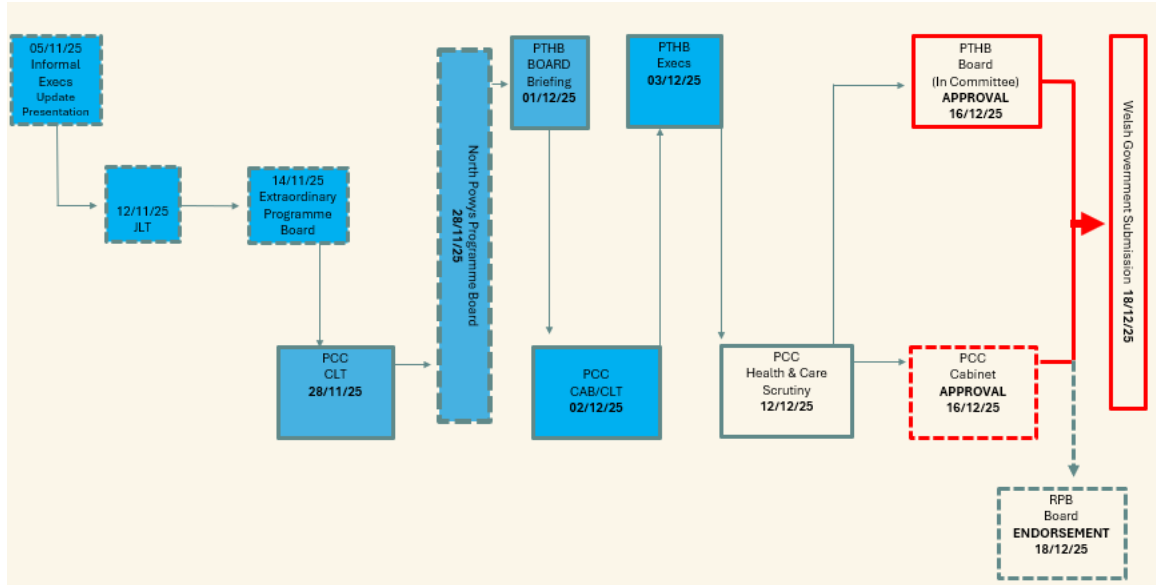 05/11/25
Informal
Execs
Update
Presentation
12/11/25
JLT
14/11/25
Extraordinary
Programme
Board
PCC
CLT
28/11/25
North Powys Programme Board
28/11/25
PTHB
BOARD
Briefing
01/12/25
PCC
CAB/CLT
02/12/25
PTHB
Execs
03/12/25
PCC
Health & Care
Scrutiny
12/12/25
PTHB
Board
(In Committee)
APPROVAL
16/12/25
PCC
Cabinet
APPROVAL
16/12/25
Welsh Government Submission 18/12/25
RPB
Board
ENDORSEMENT
18/12/25